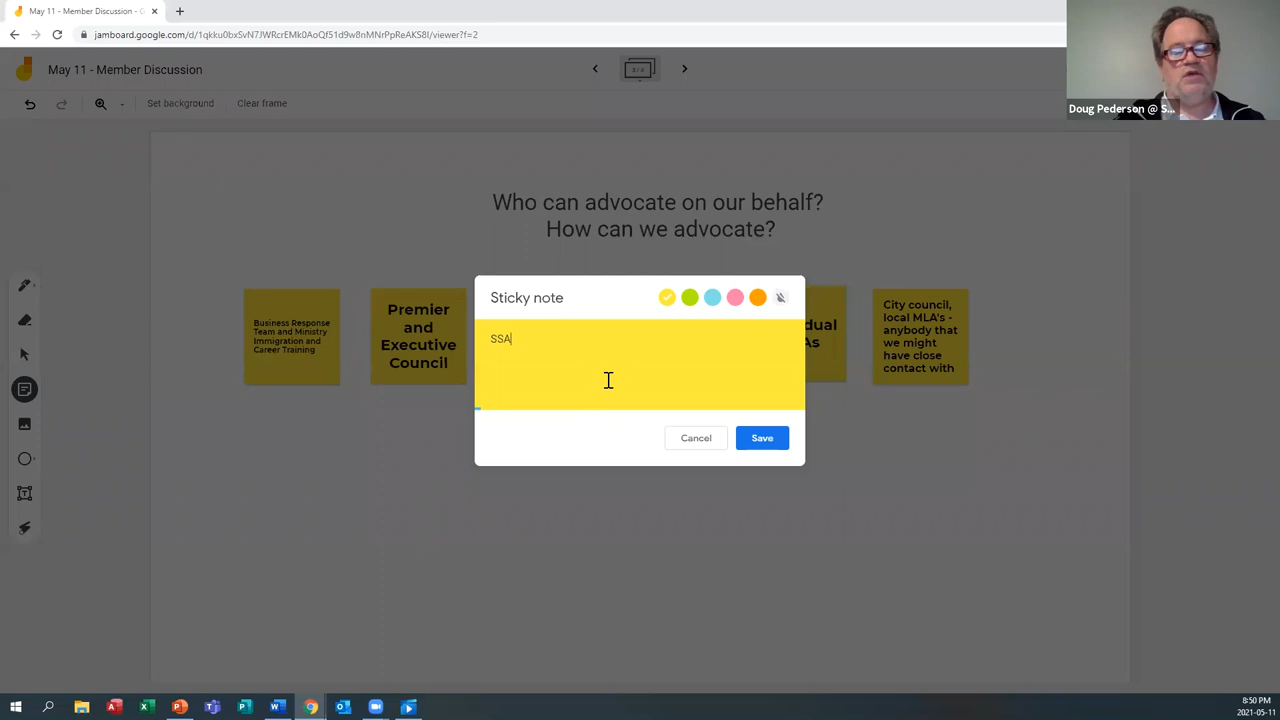 May 11 - Member Discussion -
jamboard.google.com/d/1qkku0bxSvN7JWRcrEMk0AoQf51d9w8nMNrPpReAKS8I/viewer?f=2
May 11 - Member Discussion
Set background
Clear frame
Doug Pederson @ S...
Who can advocate on our behalf?
How can we advocate?
Business Response
Team and Ministry
Immigration and
Career Training
Premier
and
Executive
Council
Sticky note
SSA
Cancel
Save
City council,
local MLA's -
anybody that
we might
have close
contact with
8:50 PM
2021-05-11